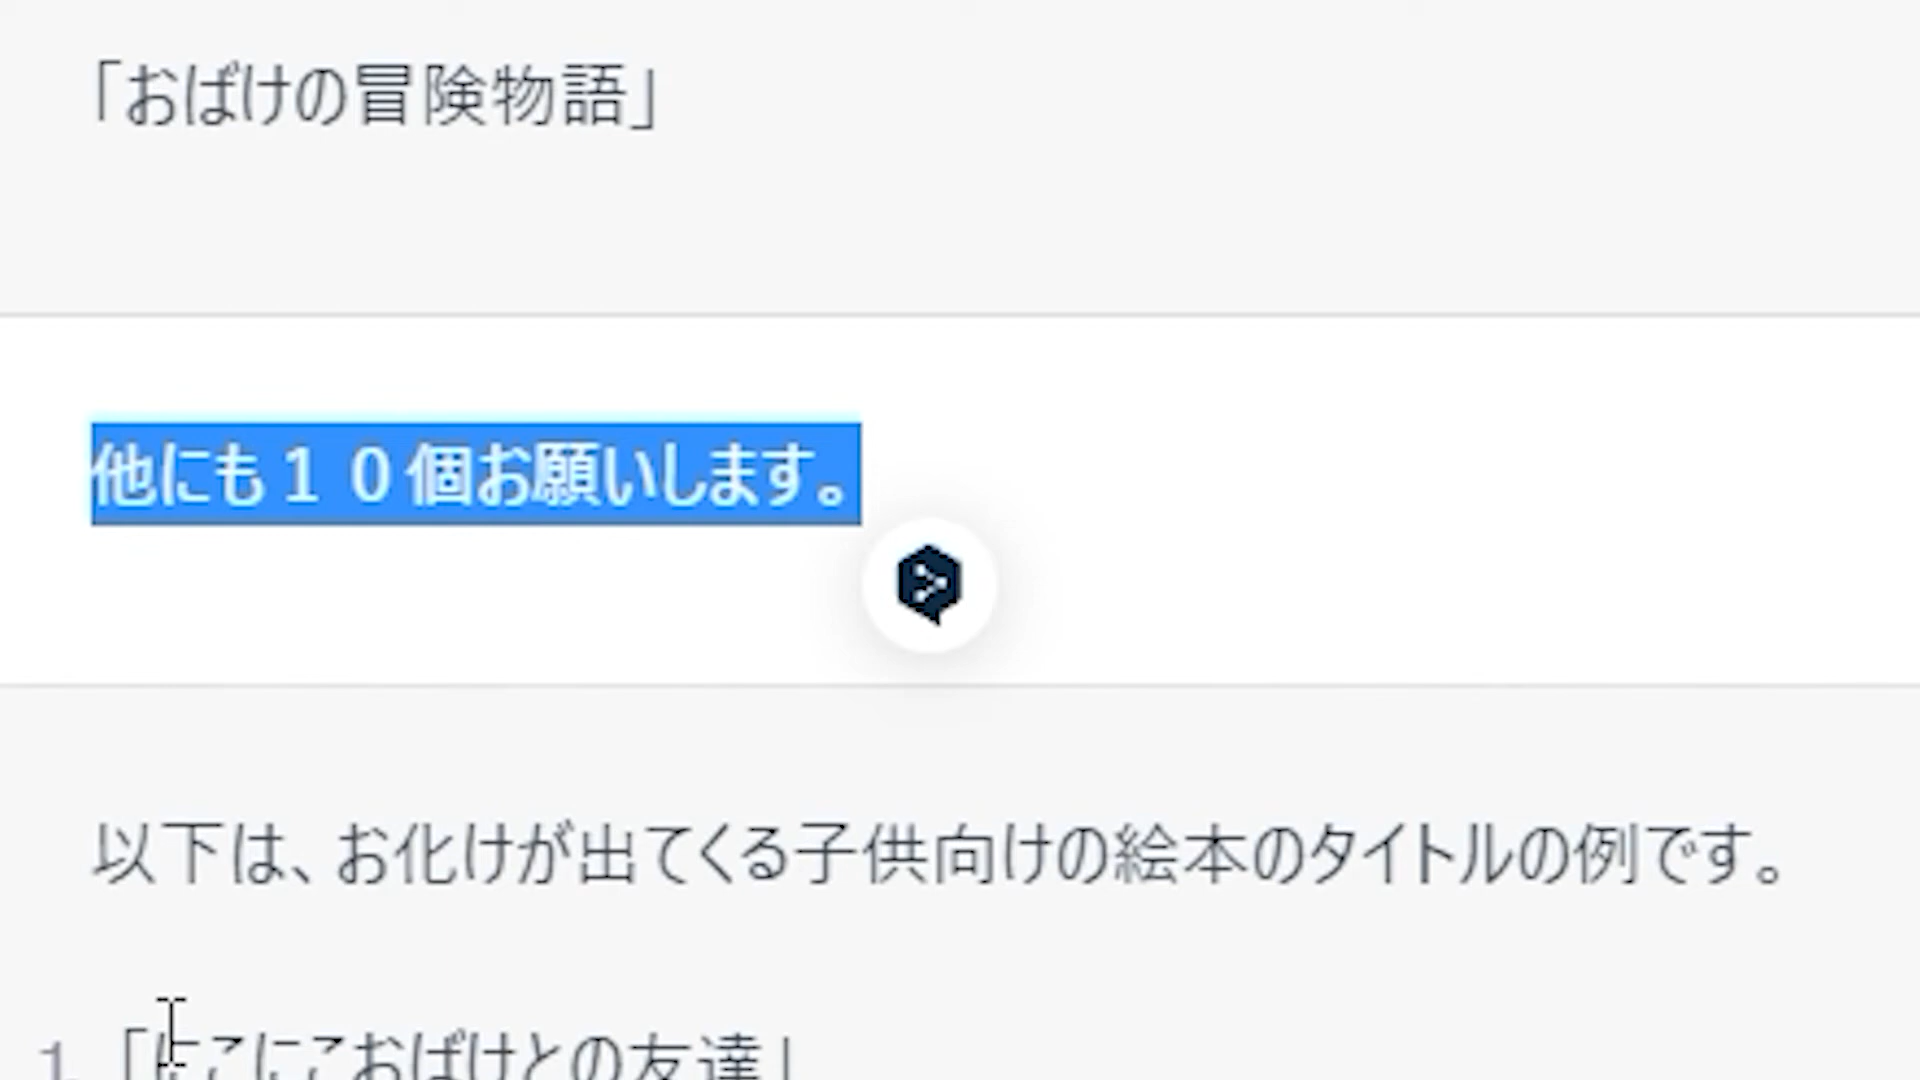 「おばけの冒険物語」
他にも１０個お願いします。
以下は、お化けが出てくる子供向けの絵本のタイトルの例です。
1. 「にこにこおばけとの友達」